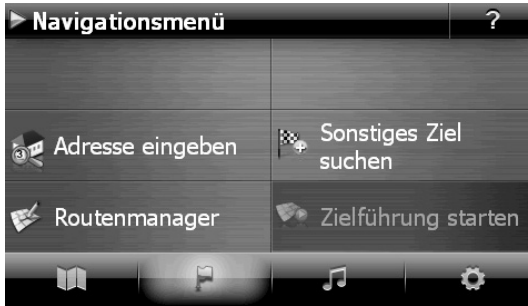 Navigationsmenü ?
Adresse eingeben
Sonstiges Ziel
suchen
Routenmanager
Zielführung starten